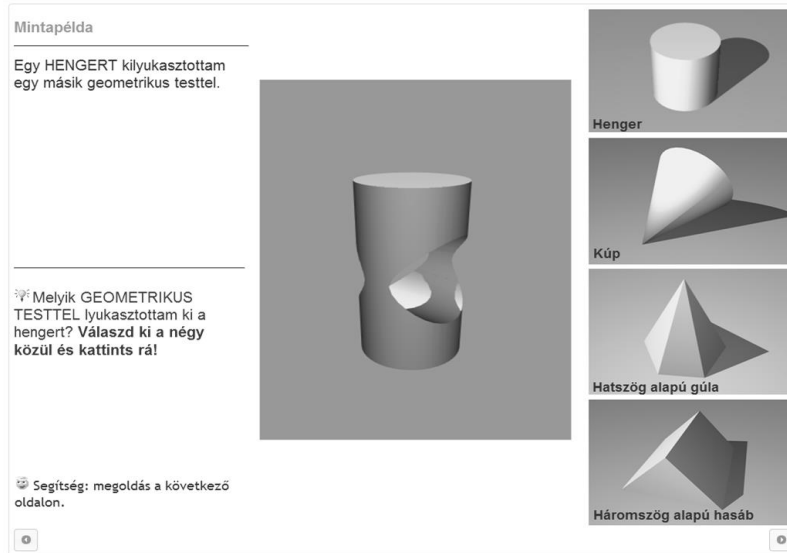 Mintapélda
Egy HENGERT kilyukasztottam
egy másik geometrikus testtel.
Melyik GEOMETRIKUS
TESTTEL lyukasztottam ki a
hengert? Válaszd ki a négy
közül és kattints rá!
Segítség: megoldás a következő
oldalon.
Henger
Kúp
Hatszög alapú gúla
Háromszög alapú hasáb